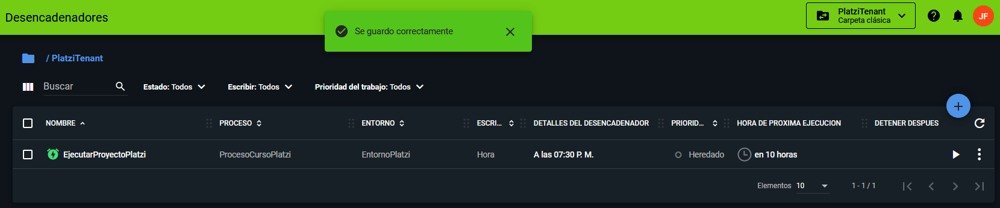 Desencadenadores
Se guardo correctamente
PlatziTenant
Carpeta clásica
JF
/ PlatziTenant
Buscar
Estado: Todos
Escribir: Todos
Prioridad del trabajo: Todos
NOMBRE PROCESO ENTORNO ESCRI... DETALLES DEL DESENCADENADOR PRIORID... HORA DE PROXIMA EJECUCION DETENER DESPUES
EjecutarProyectoPlatzi ProcesoCursoPlatzi EntornoPlatzi Hora A las 07:30 P. M. Heredado en 10 horas
Elementos 10 1 - 1 / 1